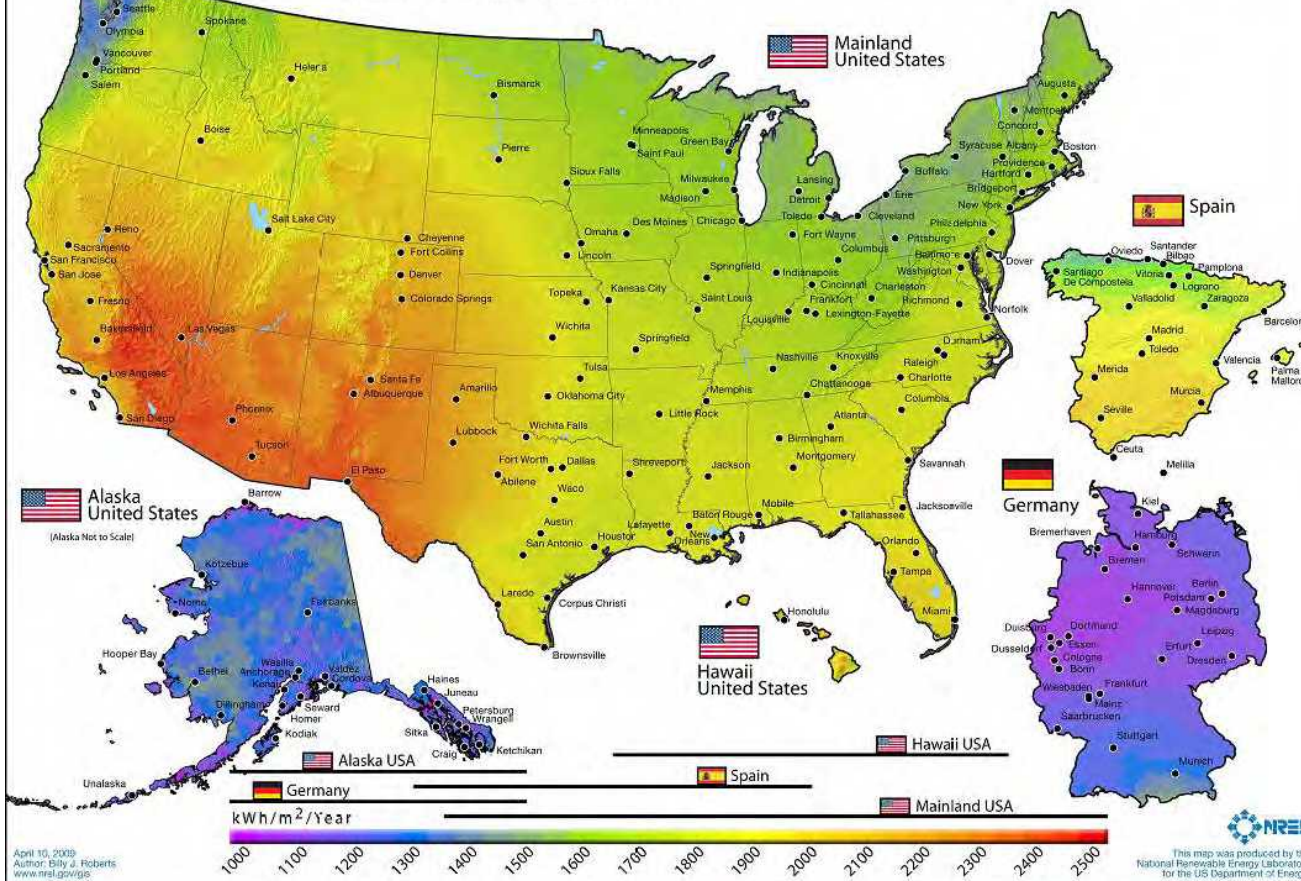 Seattle
Olympia
Spokane
Vancouver
Portland
Salem
Helena
Bismarck
Mainland
United States
Augusta
Montpelier
Concord
Boise
Pierre
Minneapolis
Saint Paul
Green Bay
Syracuse Albany
Boston
Providence
Hartford
Buffalo
Sioux Falls
Milwaukee
Madison
Lansing
Detroit
Erie
Bridgeport
New York
Spain
Salt Lake City
Reno
Sacramento
San Francisco
San Jose
Cheyenne
Fort Collins
Denver
Colorado Springs
Omaha
Lincoln
Des Moines
Chicago
Toledo
Fort Wayne
Cleveland
Columbus
Pittsburgh
Philadelphia
Baltimore
Washington
Dover
Oviedo
Santander
Bilbao
Vitoria
Pamplona
Logrono
Santiago
De Compostela
Valladolid
Zaragoza
Barcelon
Fresno
Bakersfield
Las Vegas
Topeka
Kansas City
Springfield
Saint Louis
Indianapolis
Cincinnati
Charleston
Frankfort
Lexington-Fayette
Louisville
Richmond
Norfolk
Madrid
Toledo
Valencia
Palma
Mallor
Merida
Murcia
Seville
Ceuta
Melilla
Los Angeles
San Diego
Phoenix
Tucson
Santa Fe
Albuquerque
El Paso
Amarillo
Lubbock
Wichita
Springfield
Tulsa
Oklahoma City
Wichita Falls
Little Rock
Memphis
Nashville
Knoxville
Chattanooga
Durham
Raleigh
Charlotte
Columbia
Atlanta
Birmingham
Montgomery
Savannah
Fort Worth
Dallas
Abilene
Waco
Shreveport
Jackson
Mobile
Tallahassee
Jacksonville
Austin
San Antonio
Houston
Lafayette
Baton Rouge
New
Orleans
Orlando
Tampa
Miami
Laredo
Corpus Christi
Brownsville
Alaska
United States
(Alaska Not to Scale)
Barrow
Kotzebue
Nome
Fairbanks
Hooper Bay
Bethel
Wasilla
Anchorage
Kenai
Valdez
Cordova
Dillingham
Seward
Homer
Kodiak
Unalaska
Haines
Juneau
Petersburg
Wrangell
Sitka
Craig
Ketchikan
Honolulu
Hawaii
United States
Germany
Kiel
Bremerhaven
Hamburg
Schwerin
Bremen
Hannover
Berlin
Potsdam
Magdeburg
Duisburg
Dortmund
Essen
Dusseldorf
Cologne
Bonn
Leipzig
Erfurt
Dresden
Wiesbaden
Frankfurt
Mainz
Saarbrucken
Stuttgart
Munich
Hawaii USA
Alaska USA
Spain
Germany
Mainland USA
kWh/m²/Year
1000 1100 1200 1300 1400 1500 1600 1700 1800 1900 2000 2100 2200 2300 2400 2500
April 10, 2009
Author: Billy J. Roberts
www.nrel.gov/gis
NREL
This map was produced by th
National Renewable Energy Laborato
for the US Department of Energ